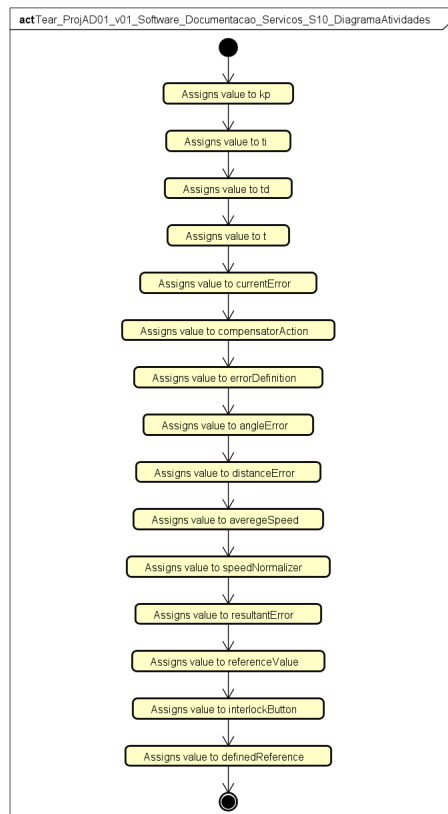 act Tear_ProjAD01_v01_Software_Documentacao_Servicos_S10_DiagramaAtividades
Assigns value to kp
Assigns value to ti
Assigns value to td
Assigns value to t
Assigns value to currentError
Assigns value to compensatorAction
Assigns value to errorDefinition
Assigns value to angleError
Assigns value to distanceError
Assigns value to averegeSpeed
Assigns value to speedNormalizer
Assigns value to resultantError
Assigns value to referenceValue
Assigns value to interlockButton
Assigns value to definedReference